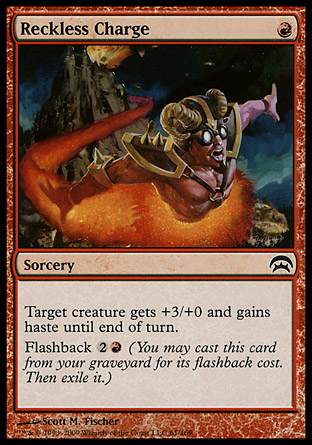 Reckless Charge
Sorcery
Target creature gets +3/+0 and gains
haste until end of turn.
Flashback 2 (You may cast this card
from your graveyard for its flashback cost.
Then exile it.)
Scott M. Fischer